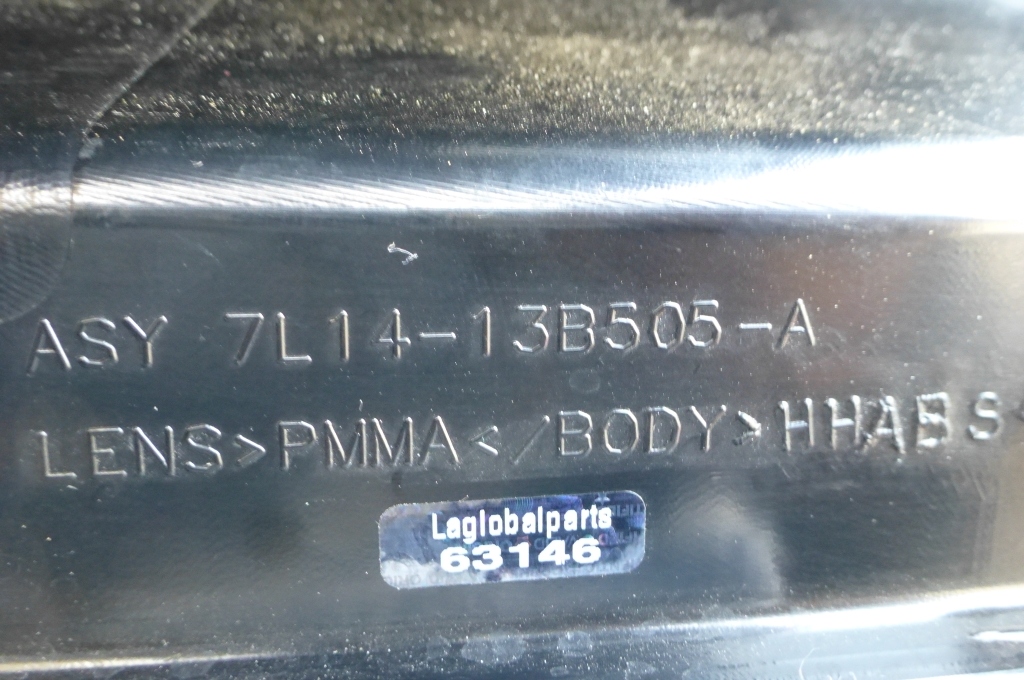 ASY 7L14-13B505-A
LENS>PMMA</BODY>HHABS<
Laglobalparts
63146